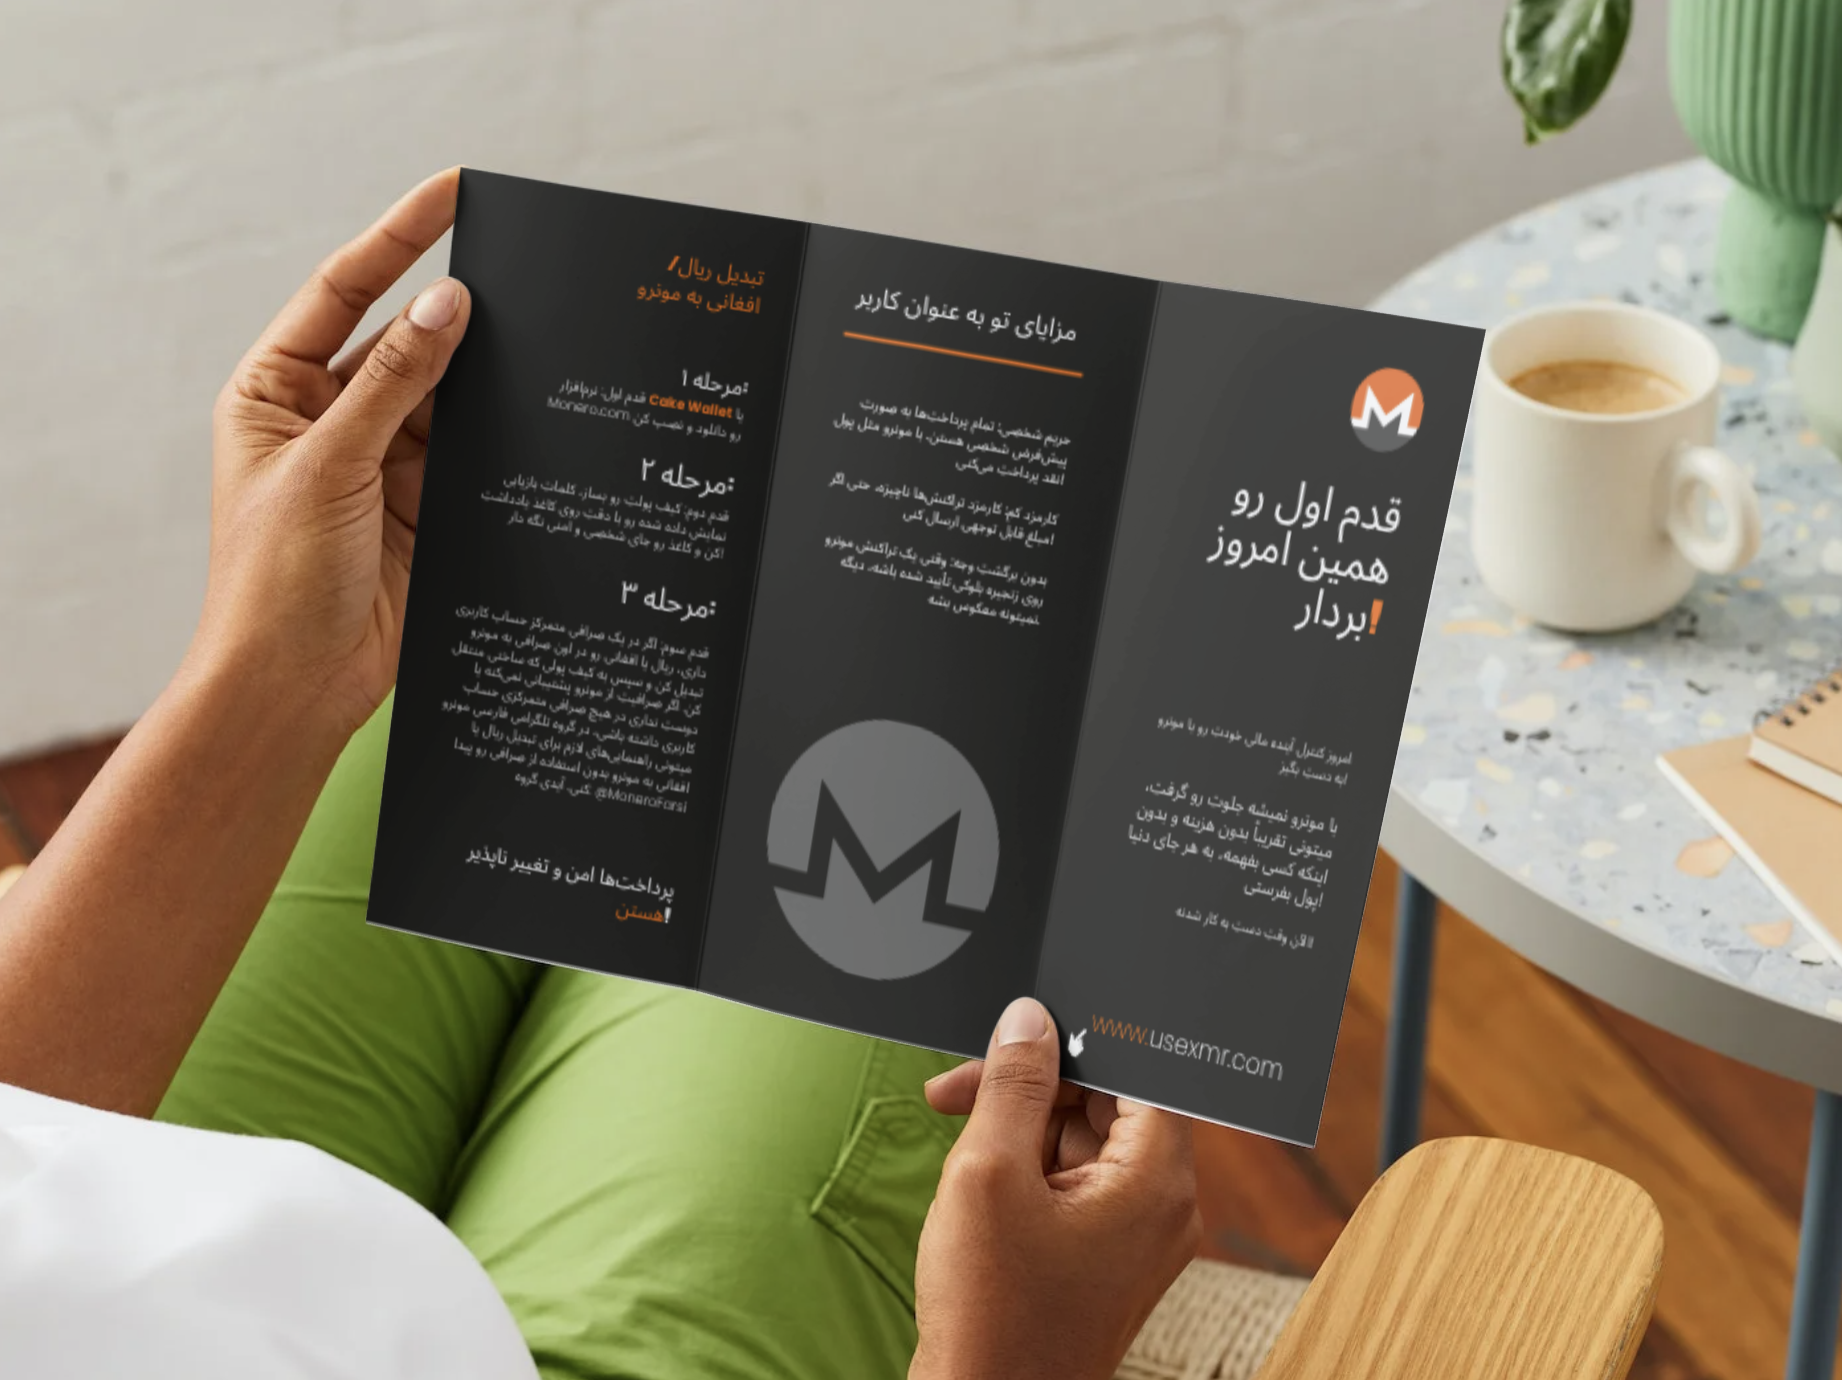 قدم اول رو
همین امروز
!بردار
امروز کنترل آینده مالی خودت رو با مونرو
ابه دست بگیر
با مونرو نمیشه جلوت رو گرفت،
میتونی تقریباً بدون هزینه و بدون
اینکه کسی بفهمه، به هر جای دنیا
اپول بفرستی
االان وقت دست به کار شدنه
www.usexmr.com
مزایای تو به عنوان کاربر
حریم شخصی: تمام پرداخت‌ها به صورت
پیش‌فرض شخصی هستن. با مونرو مثل پول
انقد پرداخت می‌کنی
کارمزد کم: کارمزد تراکنش‌ها ناچیزه، حتی اگر
امبلغ قابل توجهی ارسال کنی
بدون برگشت وجه: وقتی یک تراکنش مونرو
روی زنجیره بلوکی تأیید شده باشه، دیگه
نمیتونه معکوس بشه
تبدیل ریال/
افغانی به مونرو
:مرحله ۱
با Cake Wallet قدم اول: نرم‌افزار
رو دانلود و نصب کن Monero.com
:مرحله ۲
قدم دوم: کیف پولت رو بساز. کلمات بازیابی
نمایش داده شده رو با دقت روی کاغذ یادداشت
اکن و کاغذ رو جای شخصی و امنی نگه دار
:مرحله ۳
قدم سوم: اگر در یک صرافی متمرکز حساب کاربری
داری، ریال یا افغانی رو در اون صرافی به مونرو
تبدیل کن و سپس به کیف پولی که ساختی منتقل
کن. اگر صرافیت از مونرو پشتیبانی نمی‌کنه یا
دوست نداری در هیچ صرافی متمرکزی حساب
کاربری داشته باشی، در گروه تلگرامی فارسی مونرو
میتونی راهنمایی‌های لازم برای تبدیل ریال یا
افغانی به مونرو بدون استفاده از صرافی رو پیدا
@MoneroFarsi کنی. آیدی گروه
پرداخت‌ها امن و تغییر ناپذیر
!هستن